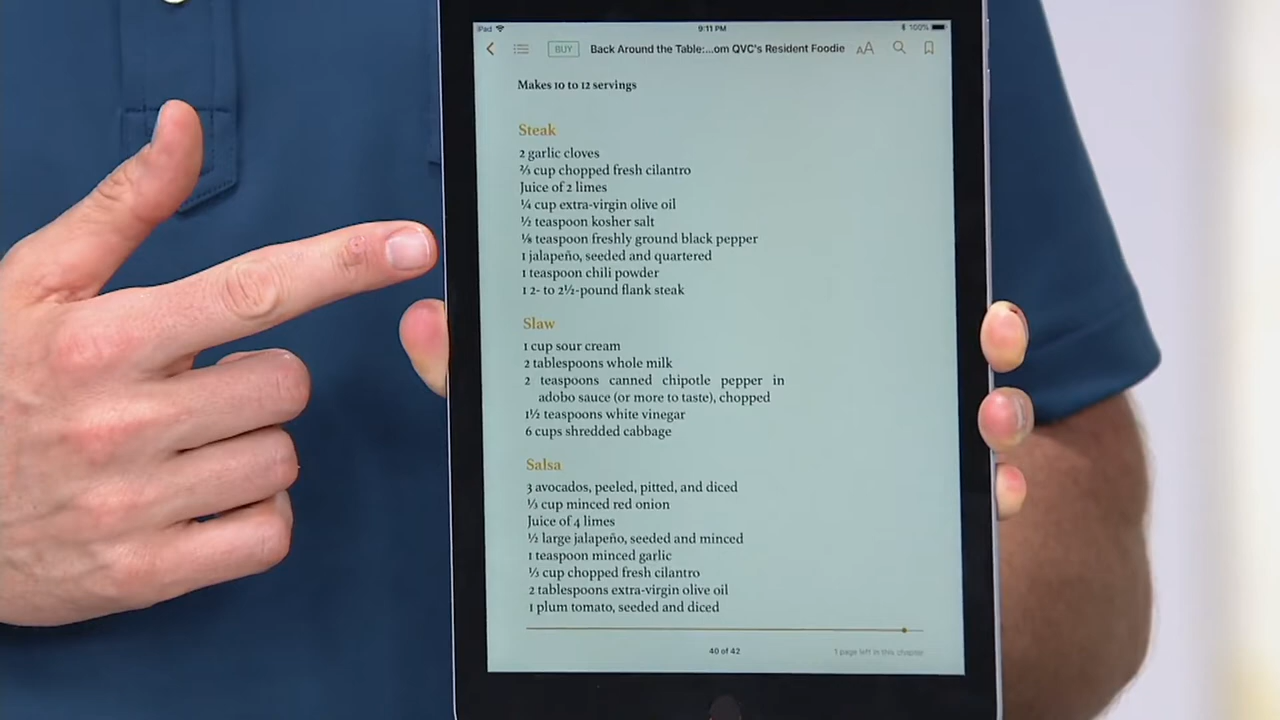 iPad 9:11 PM 100%
BUY Back Around the Table:...om QVC's Resident Foodie AA
Makes 10 to 12 servings
Steak
2 garlic cloves
⅔ cup chopped fresh cilantro
Juice of 2 limes
¼ cup extra-virgin olive oil
½ teaspoon kosher salt
⅛ teaspoon freshly ground black pepper
1 jalapeño, seeded and quartered
1 teaspoon chili powder
1 2- to 2½-pound flank steak
Slaw
1 cup sour cream
2 tablespoons whole milk
2 teaspoons canned chipotle pepper in
adobo sauce (or more to taste), chopped
1½ teaspoons white vinegar
6 cups shredded cabbage
Salsa
3 avocados, peeled, pitted, and diced
⅓ cup minced red onion
Juice of 4 limes
½ large jalapeño, seeded and minced
1 teaspoon minced garlic
⅓ cup chopped fresh cilantro
2 tablespoons extra-virgin olive oil
1 plum tomato, seeded and diced
40 of 42 1 page left in this chapter